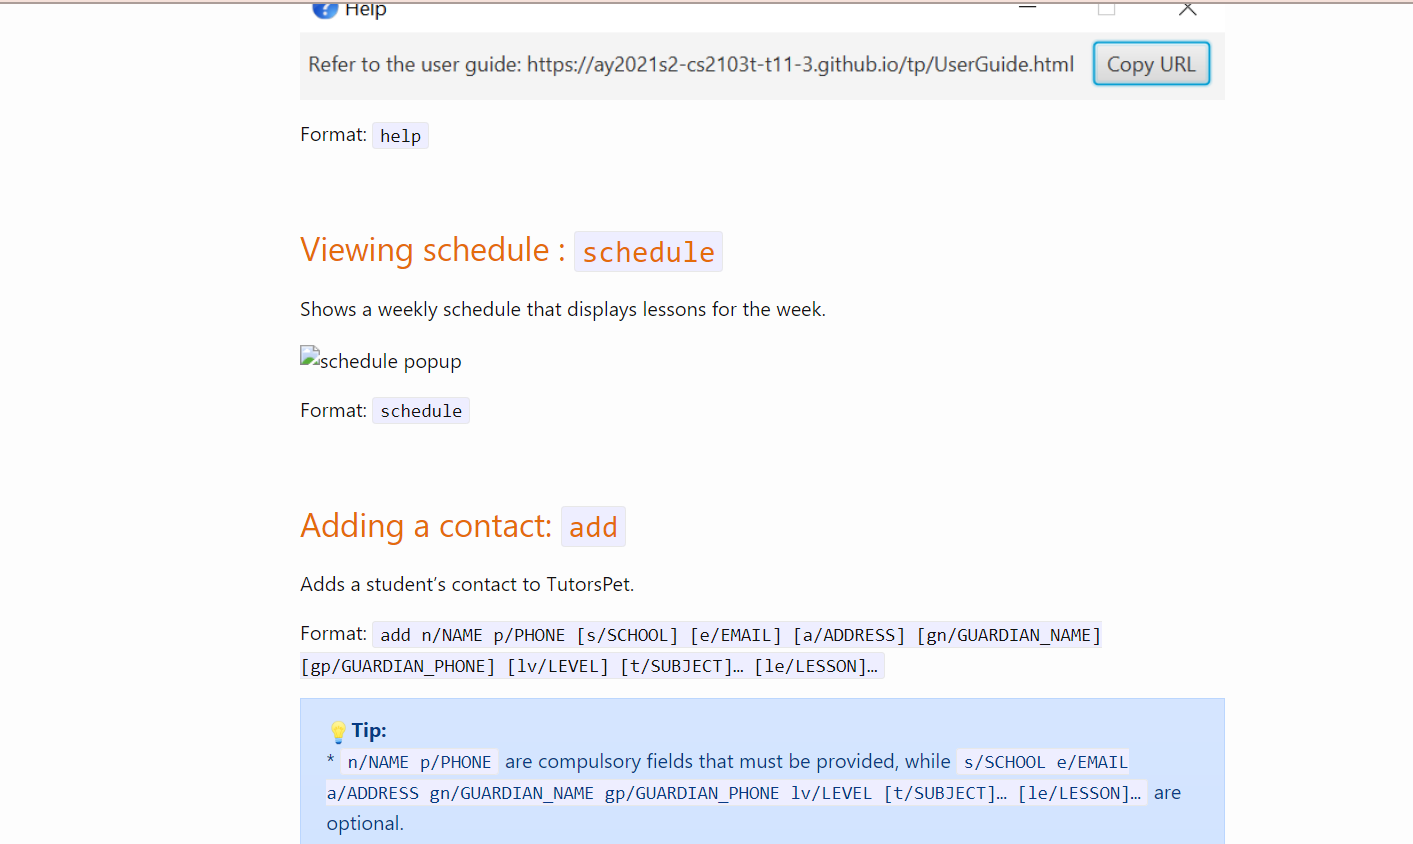 Help
Refer to the user guide: https://ay2021s2-cs2103t-t11-3.github.io/tp/UserGuide.html Copy URL
Format: help
Viewing schedule : schedule
Shows a weekly schedule that displays lessons for the week.
schedule popup
Format: schedule
Adding a contact: add
Adds a student’s contact to TutorsPet.
Format: add n/NAME p/PHONE [s/SCHOOL] [e/EMAIL] [a/ADDRESS] [gn/GUARDIAN_NAME]
[gp/GUARDIAN_PHONE] [lv/LEVEL] [t/SUBJECT]… [le/LESSON]…
💡Tip:
* n/NAME p/PHONE are compulsory fields that must be provided, while s/SCHOOL e/EMAIL
a/ADDRESS gn/GUARDIAN_NAME gp/GUARDIAN_PHONE lv/LEVEL [t/SUBJECT]… [le/LESSON]… are
optional.